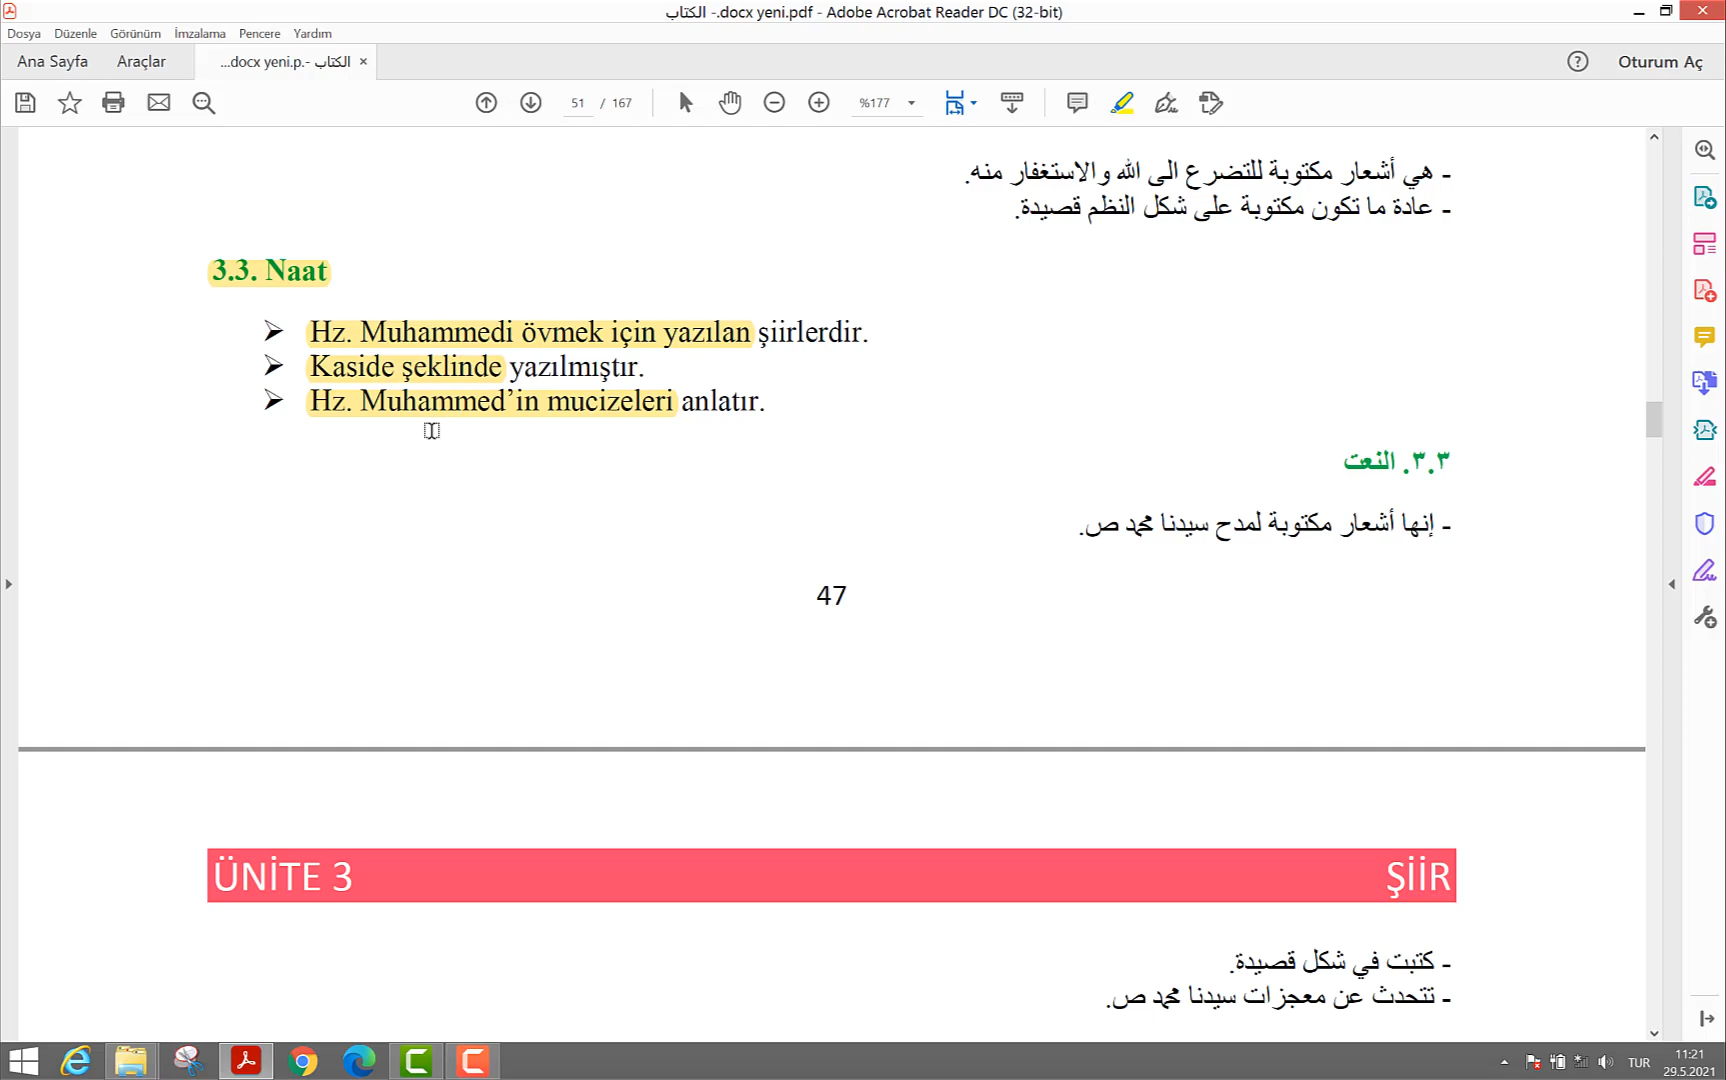 الكتاب -.docx yeni.pdf - Adobe Acrobat Reader DC (32-bit)
Dosya Düzenle Görünüm İmzalama Pencere Yardım
Ana Sayfa Araçlar ...docx yeni.p.- الكتاب × Oturum Aç
51 / 167 %177
- هي أشعار مكتوبة للتضرع الى الله والاستغفار منه.
- عادة ما تكون مكتوبة على شكل النظم قصيدة.
3.3. Naat
➢ Hz. Muhammedi övmek için yazılan şiirlerdir.
➢ Kaside şeklinde yazılmıştır.
➢ Hz. Muhammed’in mucizeleri anlatır.
٣.٣. النعت
- إنها أشعار مكتوبة لمدح سيدنا محمد ص.
47
ÜNİTE 3 ŞİİR
- كتبت في شكل قصيدة.
- تتحدث عن معجزات سيدنا محمد ص.
TUR 11:21
29.5.2021